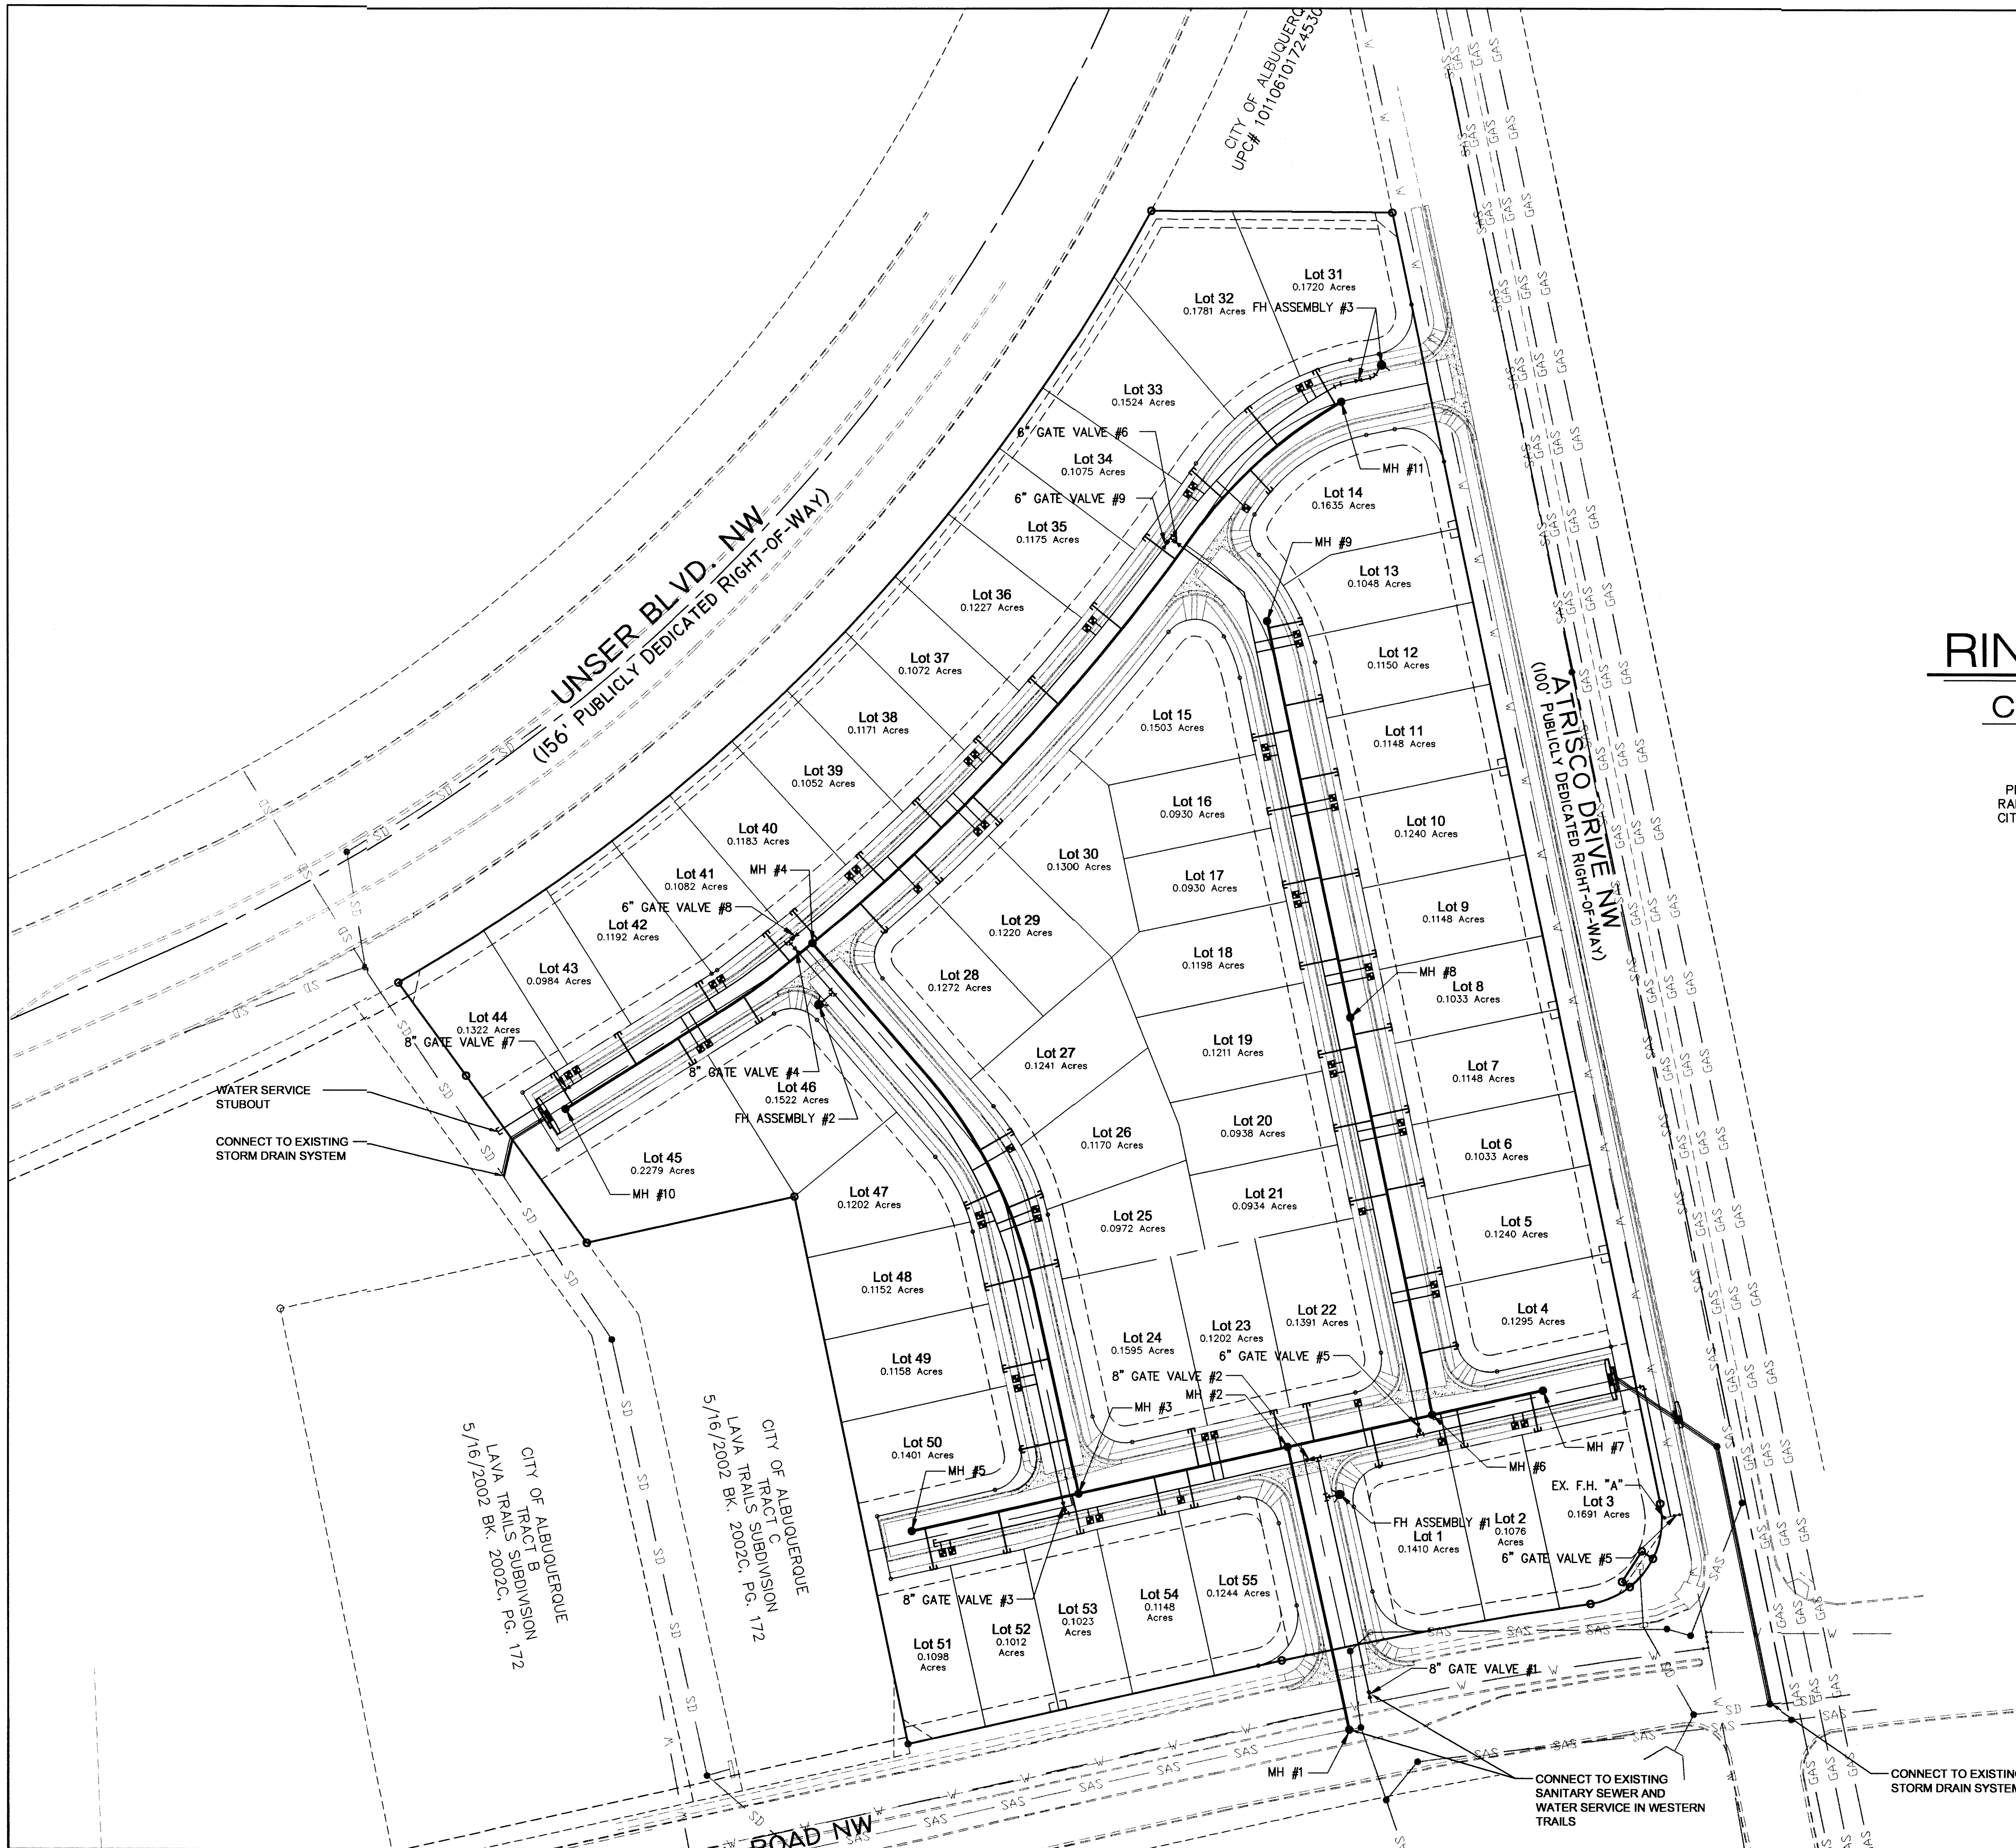 CITY OF ALBUQUERQ
UPC# 101106101724530
UNSER BLVD. NW
(156' PUBLICLY DEDICATED RIGHT-OF-WAY)
ATRISCO DRIVE NW
(100' PUBLICLY DEDICATED RIGHT-OF-WAY)
RIN
C
RA
CIT
Lot 31
0.1720 Acres
Lot 32
0.1781 Acres
FH ASSEMBLY #3
Lot 33
0.1524 Acres
6" GATE VALVE #6
Lot 34
0.1075 Acres
MH #11
6" GATE VALVE #9
Lot 14
0.1635 Acres
Lot 35
0.1175 Acres
MH #9
Lot 13
0.1048 Acres
Lot 36
0.1227 Acres
Lot 12
0.1150 Acres
Lot 37
0.1072 Acres
Lot 15
0.1503 Acres
Lot 38
0.1171 Acres
Lot 11
0.1148 Acres
Lot 39
0.1052 Acres
Lot 16
0.0930 Acres
Lot 10
0.1240 Acres
Lot 40
0.1183 Acres
Lot 30
0.1300 Acres
Lot 41
0.1082 Acres
MH #4
Lot 17
0.0930 Acres
6" GATE VALVE #8
Lot 9
0.1148 Acres
Lot 42
0.1192 Acres
Lot 29
0.1220 Acres
Lot 18
0.1198 Acres
Lot 43
0.0984 Acres
Lot 28
0.1272 Acres
MH #8
Lot 8
0.1033 Acres
Lot 44
0.1322 Acres
8" GATE VALVE #7
Lot 19
0.1211 Acres
Lot 27
0.1241 Acres
Lot 7
0.1148 Acres
8" GATE VALVE #4
Lot 46
0.1522 Acres
FH ASSEMBLY #2
WATER SERVICE
STUBOUT
CONNECT TO EXISTING
STORM DRAIN SYSTEM
Lot 20
0.0938 Acres
Lot 26
0.1170 Acres
Lot 6
0.1033 Acres
Lot 45
0.2279 Acres
MH #10
Lot 47
0.1202 Acres
Lot 21
0.0934 Acres
Lot 25
0.0972 Acres
Lot 5
0.1240 Acres
Lot 48
0.1152 Acres
Lot 4
0.1295 Acres
Lot 22
0.1391 Acres
Lot 23
0.1202 Acres
Lot 24
0.1595 Acres
6" GATE VALVE #5
Lot 49
0.1158 Acres
8" GATE VALVE #2
MH #2
MH #3
Lot 50
0.1401 Acres
MH #5
MH #7
MH #6
EX. F.H. "A"
Lot 3
0.1691 Acres
FH ASSEMBLY #1
Lot 2
0.1076
Acres
Lot 1
0.1410 Acres
6" GATE VALVE #5
Lot 55
0.1244 Acres
8" GATE VALVE #3
Lot 54
0.1148
Acres
Lot 53
0.1023
Acres
Lot 52
0.1012
Acres
Lot 51
0.1098
Acres
8" GATE VALVE #1
MH #1
CONNECT TO EXISTING
SANITARY SEWER AND
WATER SERVICE IN WESTERN
TRAILS
CONNECT TO EXISTING
STORM DRAIN SYSTEM
CITY OF ALBUQUERQUE
TRACT B
LAVA TRAILS SUBDIVISION
5/16/2002 BK. 2002C, PG. 172
CITY OF ALBUQUERQUE
TRACT C
LAVA TRAILS SUBDIVISION
5/16/2002 BK. 2002C, PG. 172
ROAD NW
SD
SAS
GAS
W